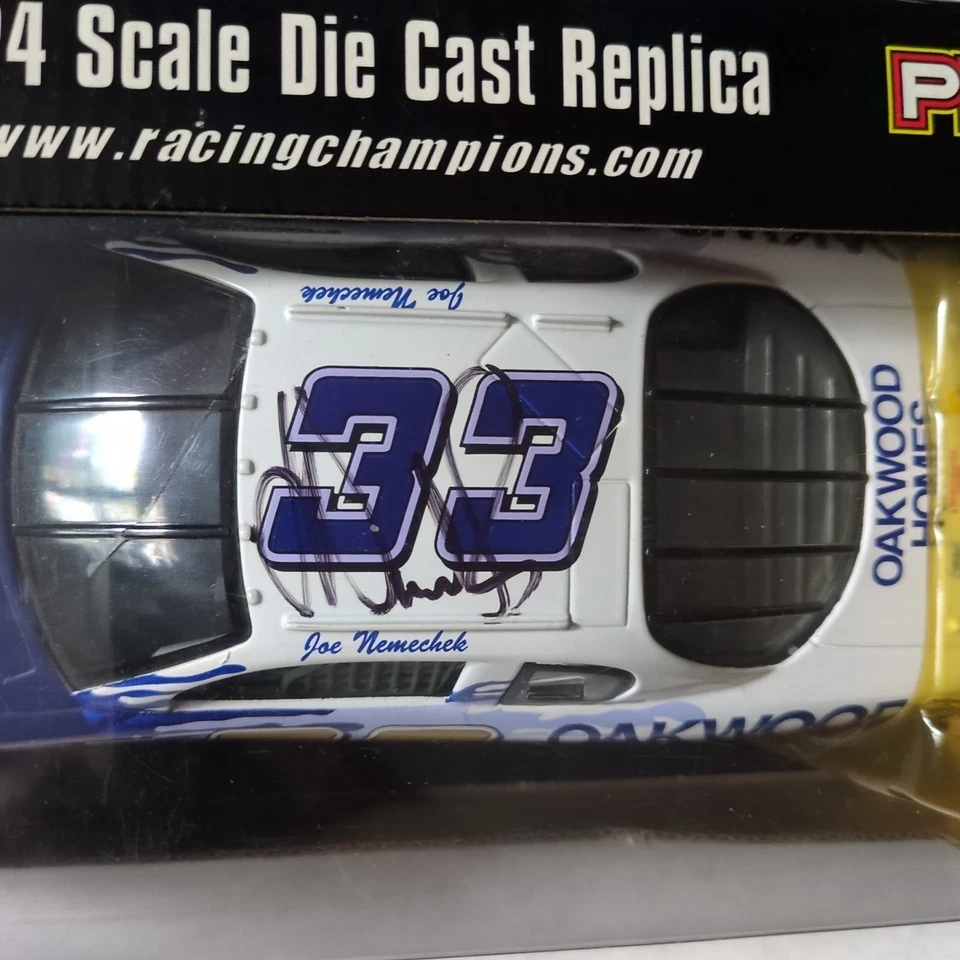 4 Scale Die Cast Replica
www.racingchampions.com
Joe Nemechek
33
Joe Nemechek
OAKWOOD
HOMES
OAKWOOD